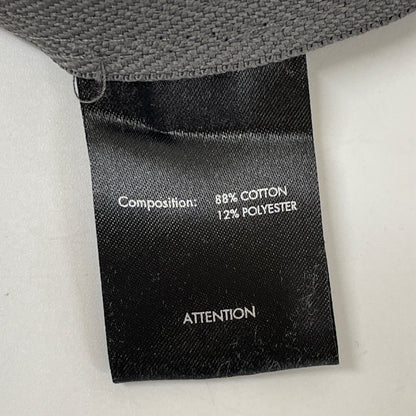 Composition: 88% COTTON
12% POLYESTER
ATTENTION